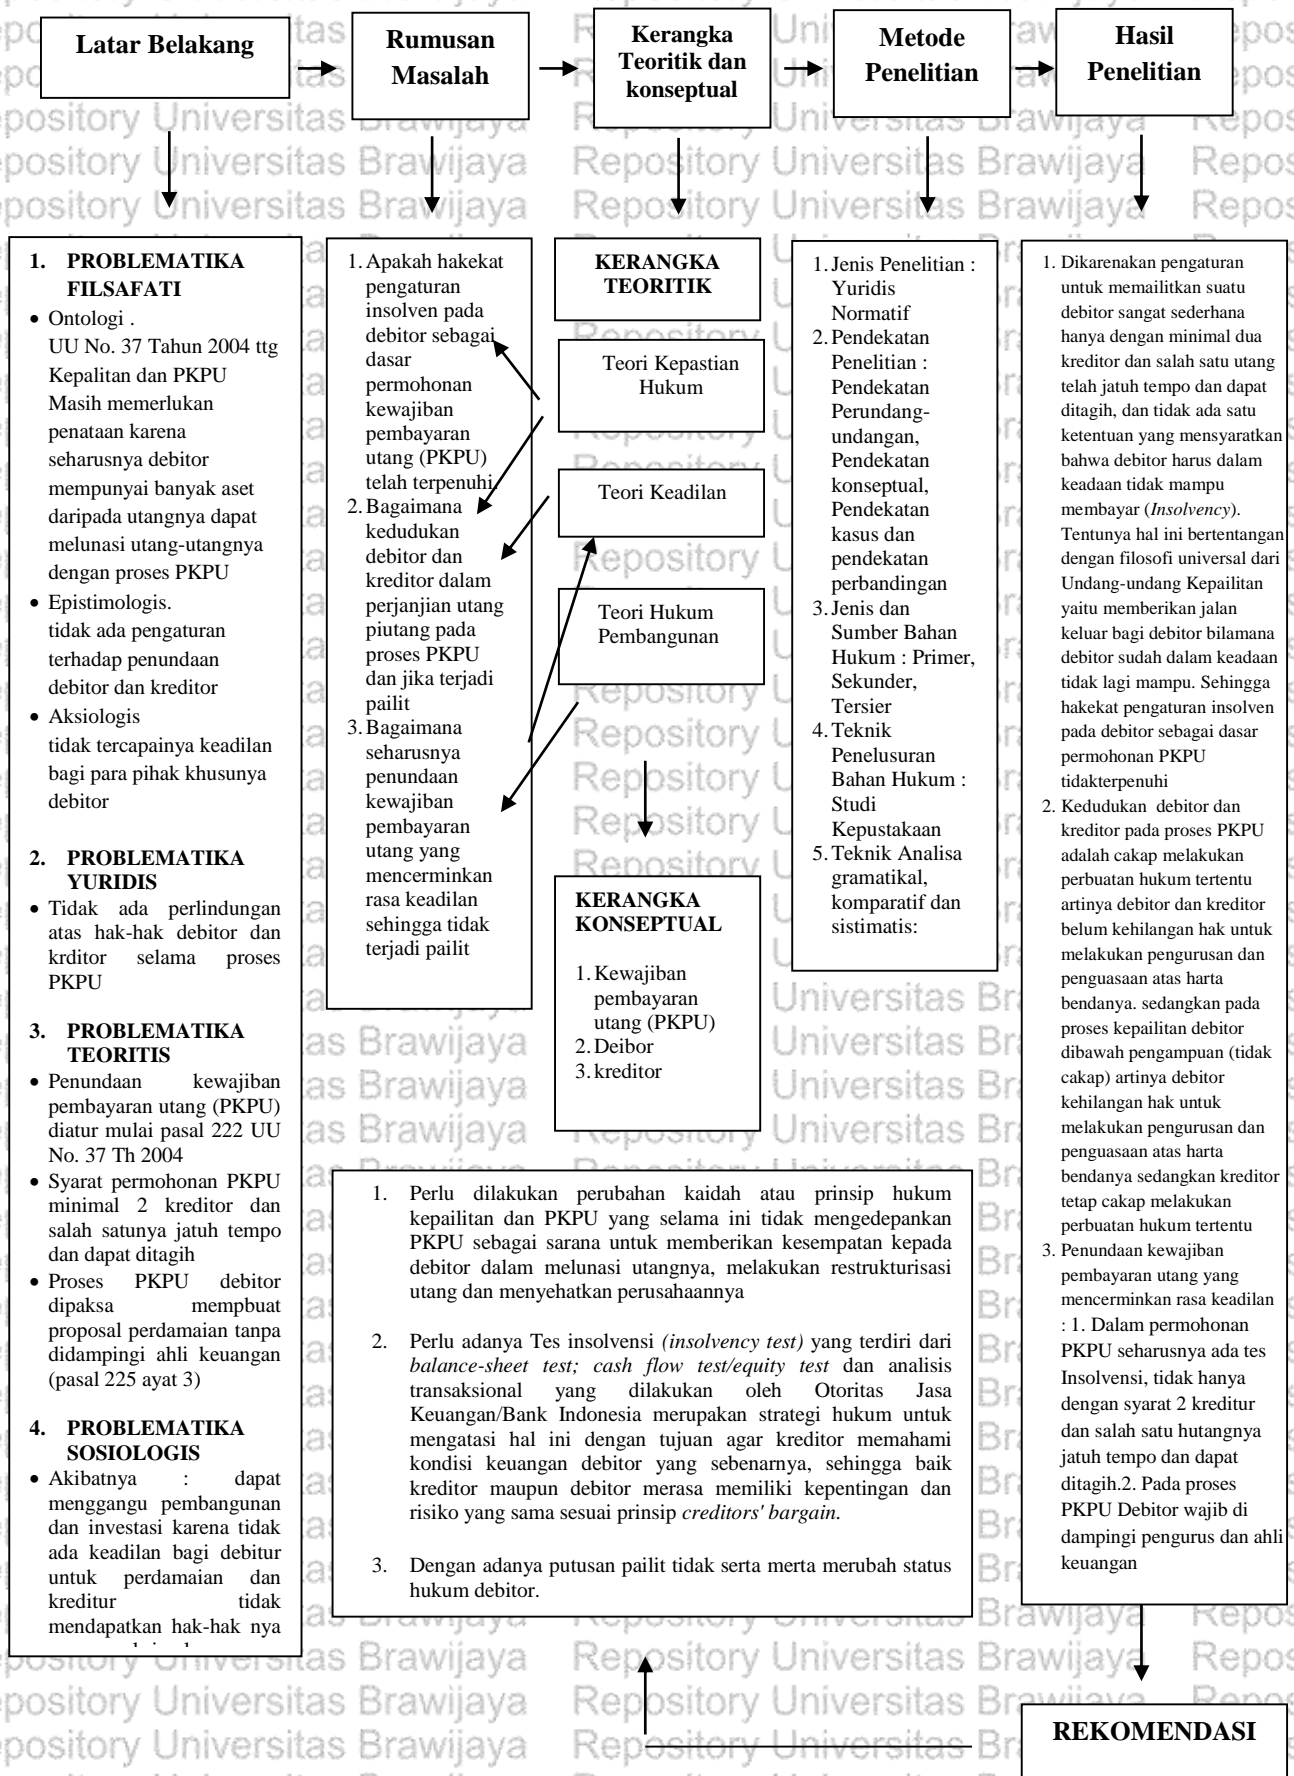 Latar Belakang
Rumusan
Masalah
Kerangka
Teoritik dan
konseptual
Metode
Penelitian
Hasil
Penelitian
1. PROBLEMATIKA
FILSAFATI
• Ontologi .
UU No. 37 Tahun 2004 ttg
Kepalitan dan PKPU
Masih memerlukan
penataan karena
seharusnya debitor
mempunyai banyak aset
daripada utangnya dapat
melunasi utang-utangnya
dengan proses PKPU
• Epistimologis.
tidak ada pengaturan
terhadap penundaan
debitor dan kreditor
• Aksiologis
tidak tercapainya keadilan
bagi para pihak khusunya
debitor
2. PROBLEMATIKA
YURIDIS
• Tidak ada perlindungan
atas hak-hak debitor dan
krditor selama proses
PKPU
3. PROBLEMATIKA
TEORITIS
• Penundaan kewajiban
pembayaran utang (PKPU)
diatur mulai pasal 222 UU
No. 37 Th 2004
• Syarat permohonan PKPU
minimal 2 kreditor dan
salah satunya jatuh tempo
dan dapat ditagih
• Proses PKPU debitor
dipaksa mempbuat
proposal perdamaian tanpa
didampingi ahli keuangan
(pasal 225 ayat 3)
4. PROBLEMATIKA
SOSIOLOGIS
• Akibatnya : dapat
menggangu pembangunan
dan investasi karena tidak
ada keadilan bagi debitur
untuk perdamaian dan
kreditur tidak
mendapatkan hak-hak nya
1. Apakah hakekat
pengaturan
insolven pada
debitor sebagai
dasar
permohonan
kewajiban
pembayaran
utang (PKPU)
telah terpenuhi.
2. Bagaimana
kedudukan
debitor dan
kreditor dalam
perjanjian utang
piutang pada
proses PKPU
dan jika terjadi
pailit
3. Bagaimana
seharusnya
penundaan
kewajiban
pembayaran
utang yang
mencerminkan
rasa keadilan
sehingga tidak
terjadi pailit
KERANGKA
TEORITIK
Teori Kepastian
Hukum
Teori Keadilan
Teori Hukum
Pembangunan
KERANGKA
KONSEPTUAL
1. Kewajiban
pembayaran
utang (PKPU)
2. Deibor
3. kreditor
1. Jenis Penelitian :
Yuridis
Normatif
2. Pendekatan
Penelitian :
Pendekatan
Perundang-
undangan,
Pendekatan
konseptual,
Pendekatan
kasus dan
pendekatan
perbandingan
3. Jenis dan
Sumber Bahan
Hukum : Primer,
Sekunder,
Tersier
4. Teknik
Penelusuran
Bahan Hukum :
Studi
Kepustakaan
5. Teknik Analisa
gramatikal,
komparatif dan
sistimatis:
1. Dikarenakan pengaturan
untuk memailitkan suatu
debitor sangat sederhana
hanya dengan minimal dua
kreditor dan salah satu utang
telah jatuh tempo dan dapat
ditagih, dan tidak ada satu
ketentuan yang mensyaratkan
bahwa debitor harus dalam
keadaan tidak mampu
membayar (Insolvency).
Tentunya hal ini bertentangan
dengan filosofi universal dari
Undang-undang Kepailitan
yaitu memberikan jalan
keluar bagi debitor bilamana
debitor sudah dalam keadaan
tidak lagi mampu. Sehingga
hakekat pengaturan insolven
pada debitor sebagai dasar
permohonan PKPU
tidakterpenuhi
2. Kedudukan debitor dan
kreditor pada proses PKPU
adalah cakap melakukan
perbuatan hukum tertentu
artinya debitor dan kreditor
belum kehilangan hak untuk
melakukan pengurusan dan
penguasaan atas harta
bendanya. sedangkan pada
proses kepailitan debitor
dibawah pengampuan (tidak
cakap) artinya debitor
kehilangan hak untuk
melakukan pengurusan dan
penguasaan atas harta
bendanya sedangkan kreditor
tetap cakap melakukan
perbuatan hukum tertentu
3. Penundaan kewajiban
pembayaran utang yang
mencerminkan rasa keadilan
: 1. Dalam permohonan
PKPU seharusnya ada tes
Insolvensi, tidak hanya
dengan syarat 2 kreditur
dan salah satu hutangnya
jatuh tempo dan dapat
ditagih.2. Pada proses
PKPU Debitor wajib di
dampingi pengurus dan ahli
keuangan
1. Perlu dilakukan perubahan kaidah atau prinsip hukum
kepailitan dan PKPU yang selama ini tidak mengedepankan
PKPU sebagai sarana untuk memberikan kesempatan kepada
debitor dalam melunasi utangnya, melakukan restrukturisasi
utang dan menyehatkan perusahaannya
2. Perlu adanya Tes insolvensi (insolvency test) yang terdiri dari
balance-sheet test; cash flow test/equity test dan analisis
transaksional yang dilakukan oleh Otoritas Jasa
Keuangan/Bank Indonesia merupakan strategi hukum untuk
mengatasi hal ini dengan tujuan agar kreditor memahami
kondisi keuangan debitor yang sebenarnya, sehingga baik
kreditor maupun debitor merasa memiliki kepentingan dan
risiko yang sama sesuai prinsip creditors' bargain.
3. Dengan adanya putusan pailit tidak serta merta merubah status
hukum debitor.
REKOMENDASI